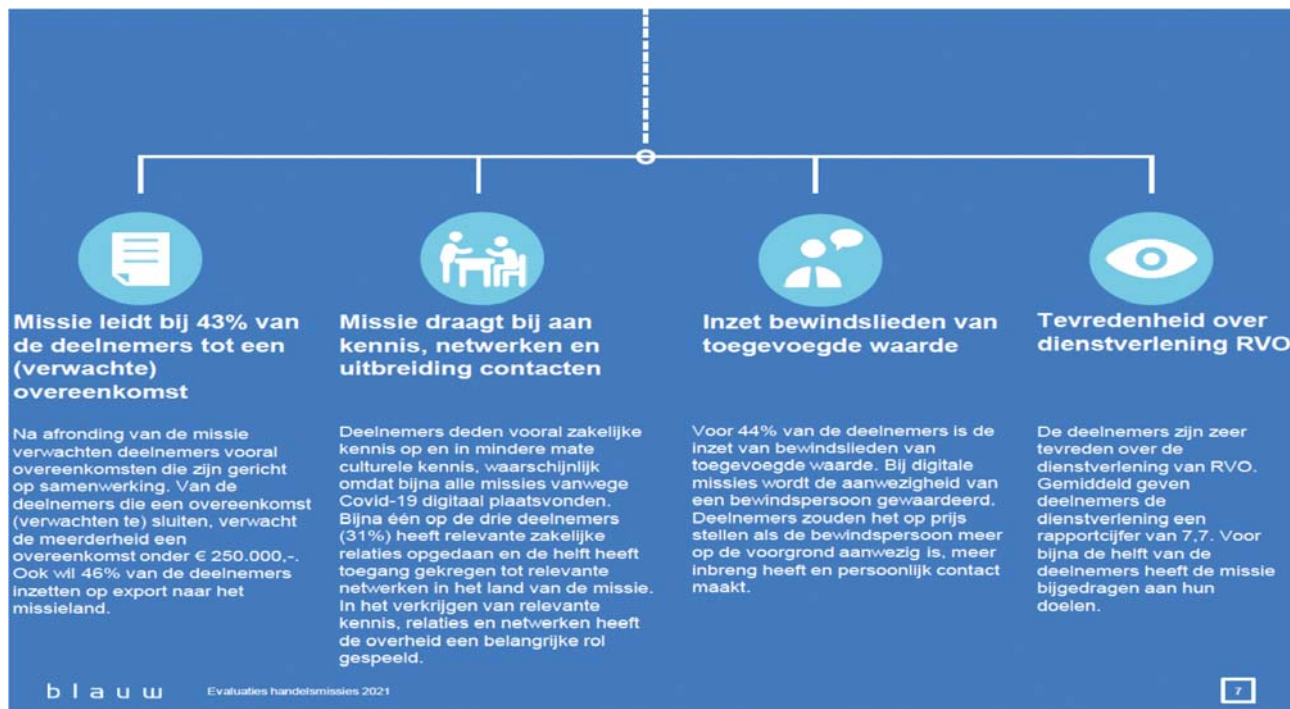 Missie leidt bij 43% van
de deelnemers tot een
(verwachte)
overeenkomst
Na afronding van de missie
verwachten deelnemers vooral
overeenkomsten die zijn gericht
op samenwerking. Van de
deelnemers die een overeenkomst
(verwachten te) sluiten, verwacht
de meerderheid een
overeenkomst onder € 250.000,-.
Ook wil 46% van de deelnemers
inzetten op export naar het
missieland.
Missie draagt bij aan
kennis, netwerken en
uitbreiding contacten
Deelnemers deden vooral zakelijke
kennis op en in mindere mate
culturele kennis, waarschijnlijk
omdat bijna alle missies vanwege
Covid-19 digitaal plaatsvonden.
Bijna één op de drie deelnemers
(31%) heeft relevante zakelijke
relaties opgedaan en de helft heeft
toegang gekregen tot relevante
netwerken in het land van de missie.
In het verkrijgen van relevante
kennis, relaties en netwerken heeft
de overheid een belangrijke rol
gespeeld.
Inzet bewindslieden van
toegevoegde waarde
Voor 44% van de deelnemers is de
inzet van bewindslieden van
toegevoegde waarde. Bij digitale
missies wordt de aanwezigheid van
een bewindspersoon gewaardeerd.
Deelnemers zouden het op prijs
stellen als de bewindspersoon meer
op de voorgrond aanwezig is, meer
inbreng heeft en persoonlijk contact
maakt.
Tevredenheid over
dienstverlening RVO
De deelnemers zijn zeer
tevreden over de
dienstverlening van RVO.
Gemiddeld geven
deelnemers de
dienstverlening een
rapportcijfer van 7,7. Voor
bijna de helft van de
deelnemers heeft de missie
bijgedragen aan hun
doelen.
blauw
Evaluaties handelsmissies 2021
7